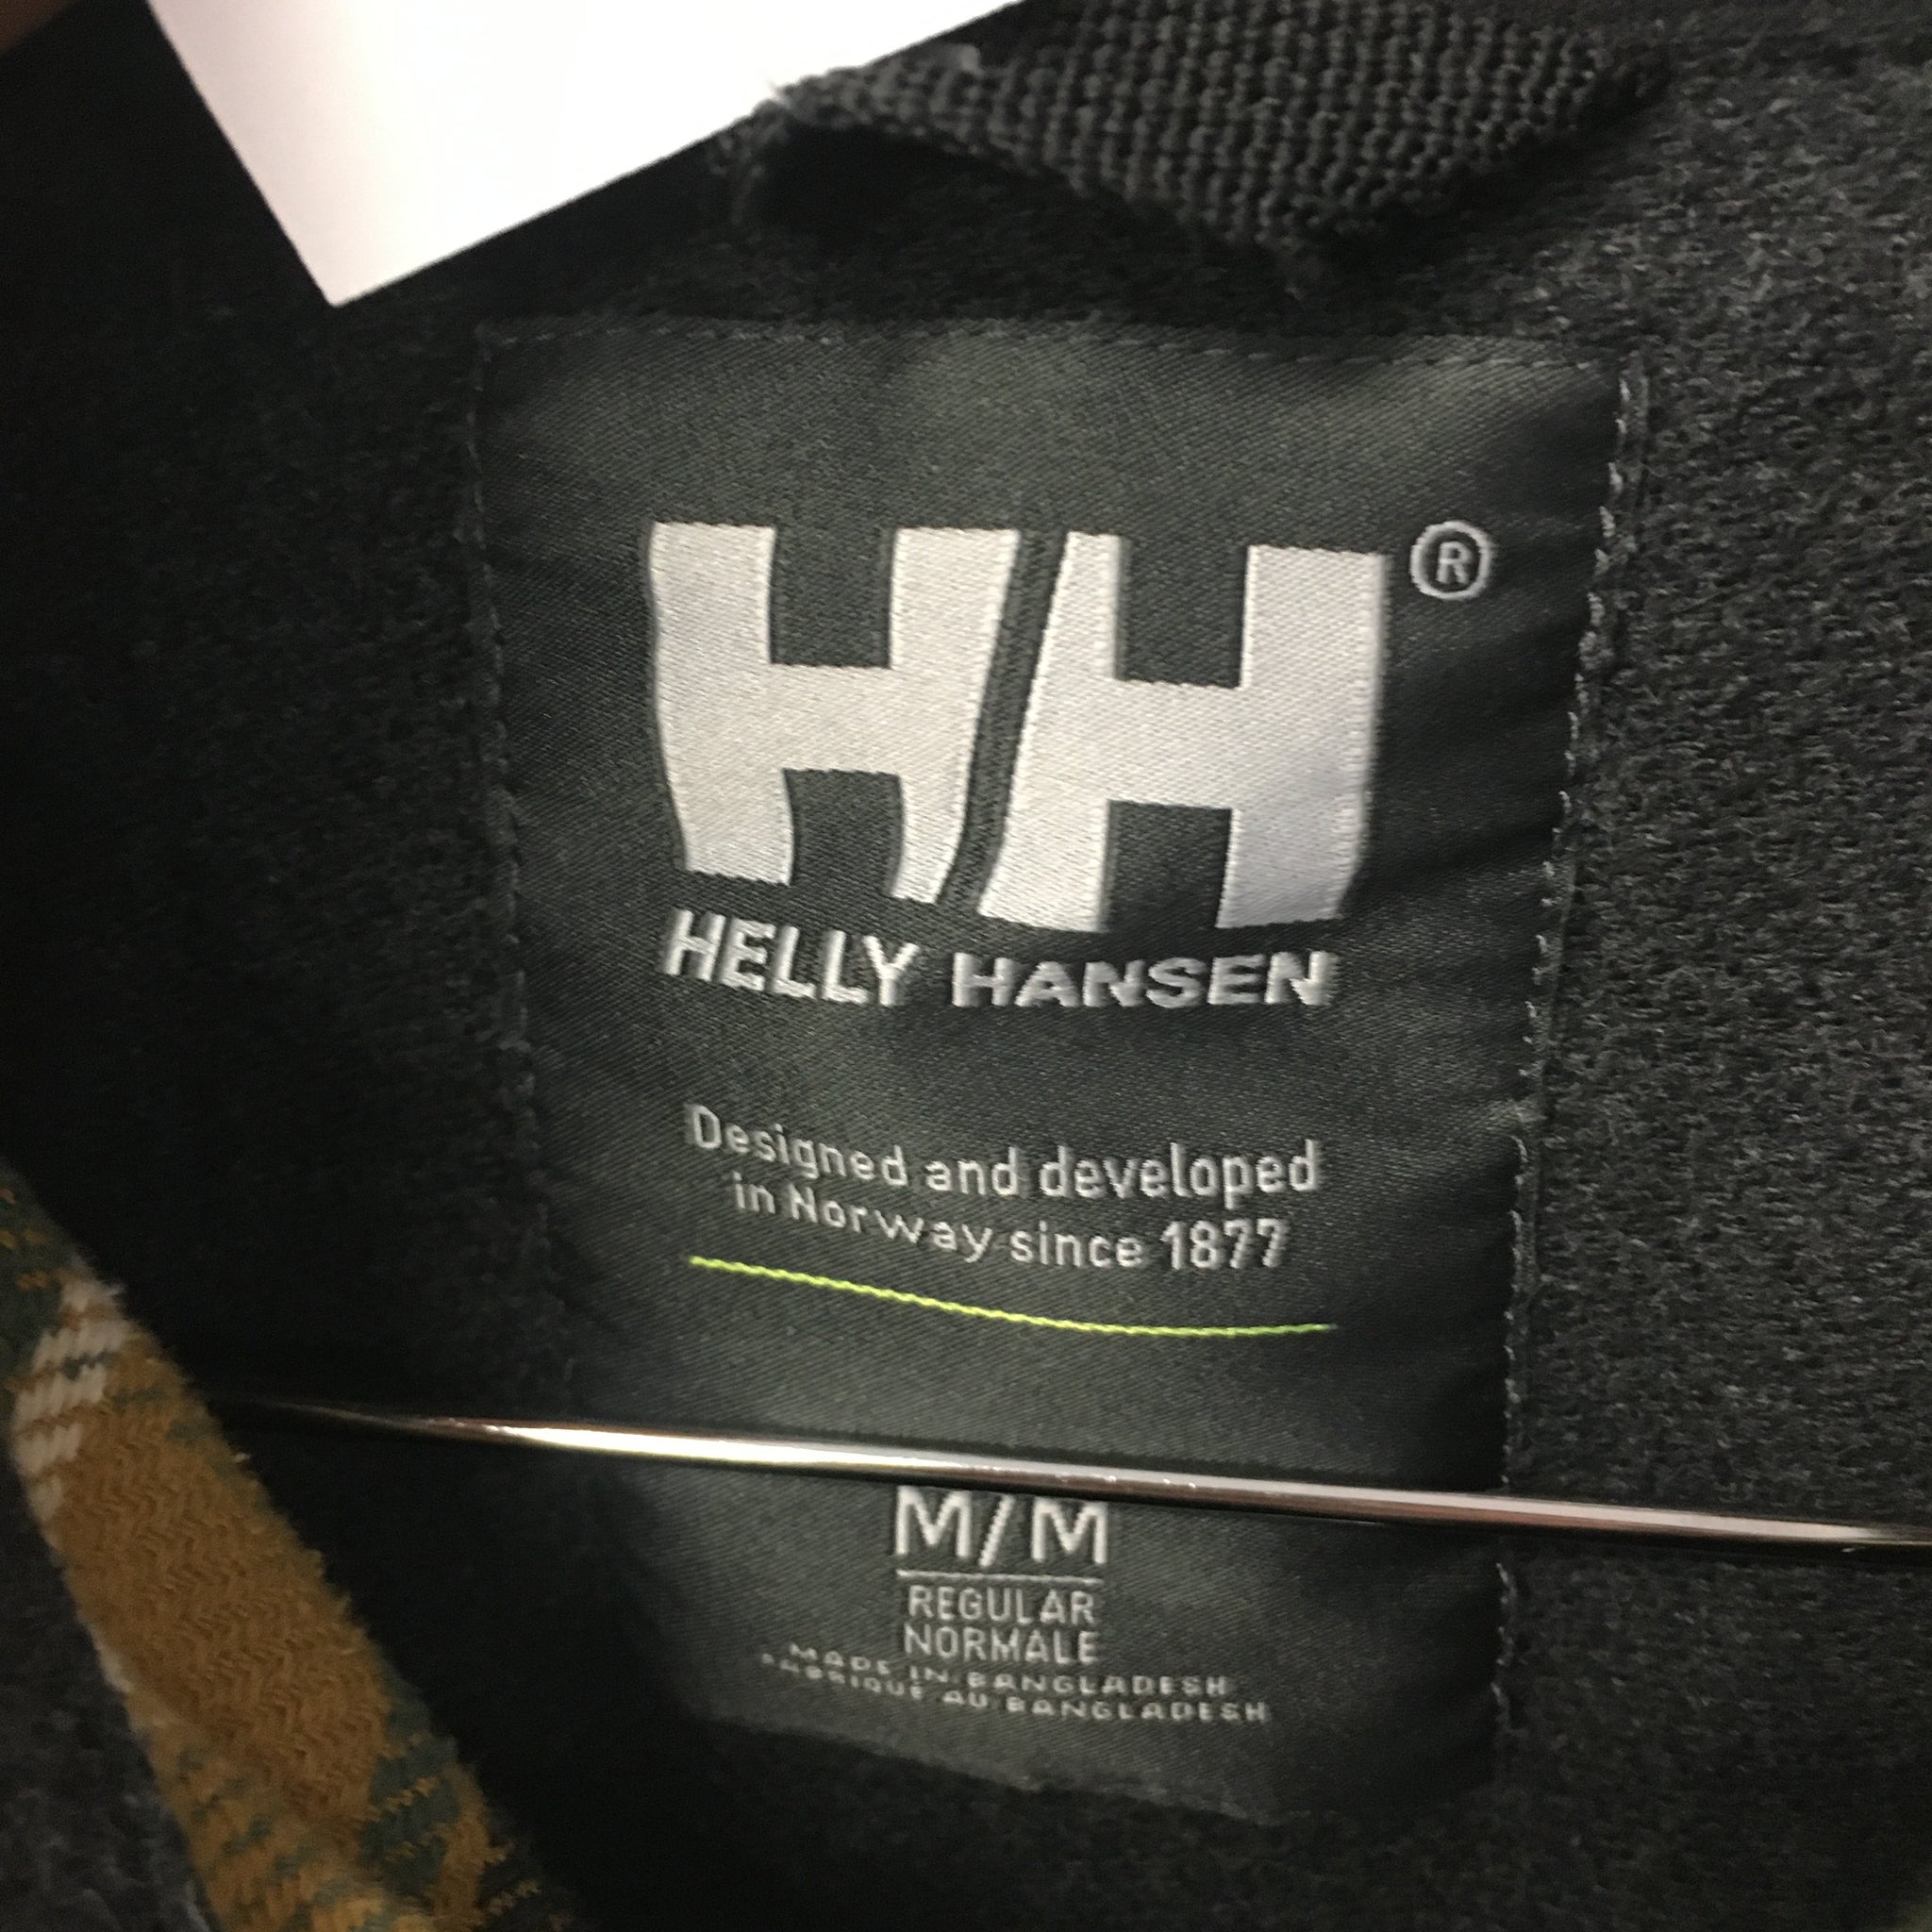 HH®
HELLY HANSEN
Designed and developed
in Norway since 1877
M/M
REGULAR
NORMALE
MADE IN BANGLADESH
FABRIQUE AU BANGLADESH